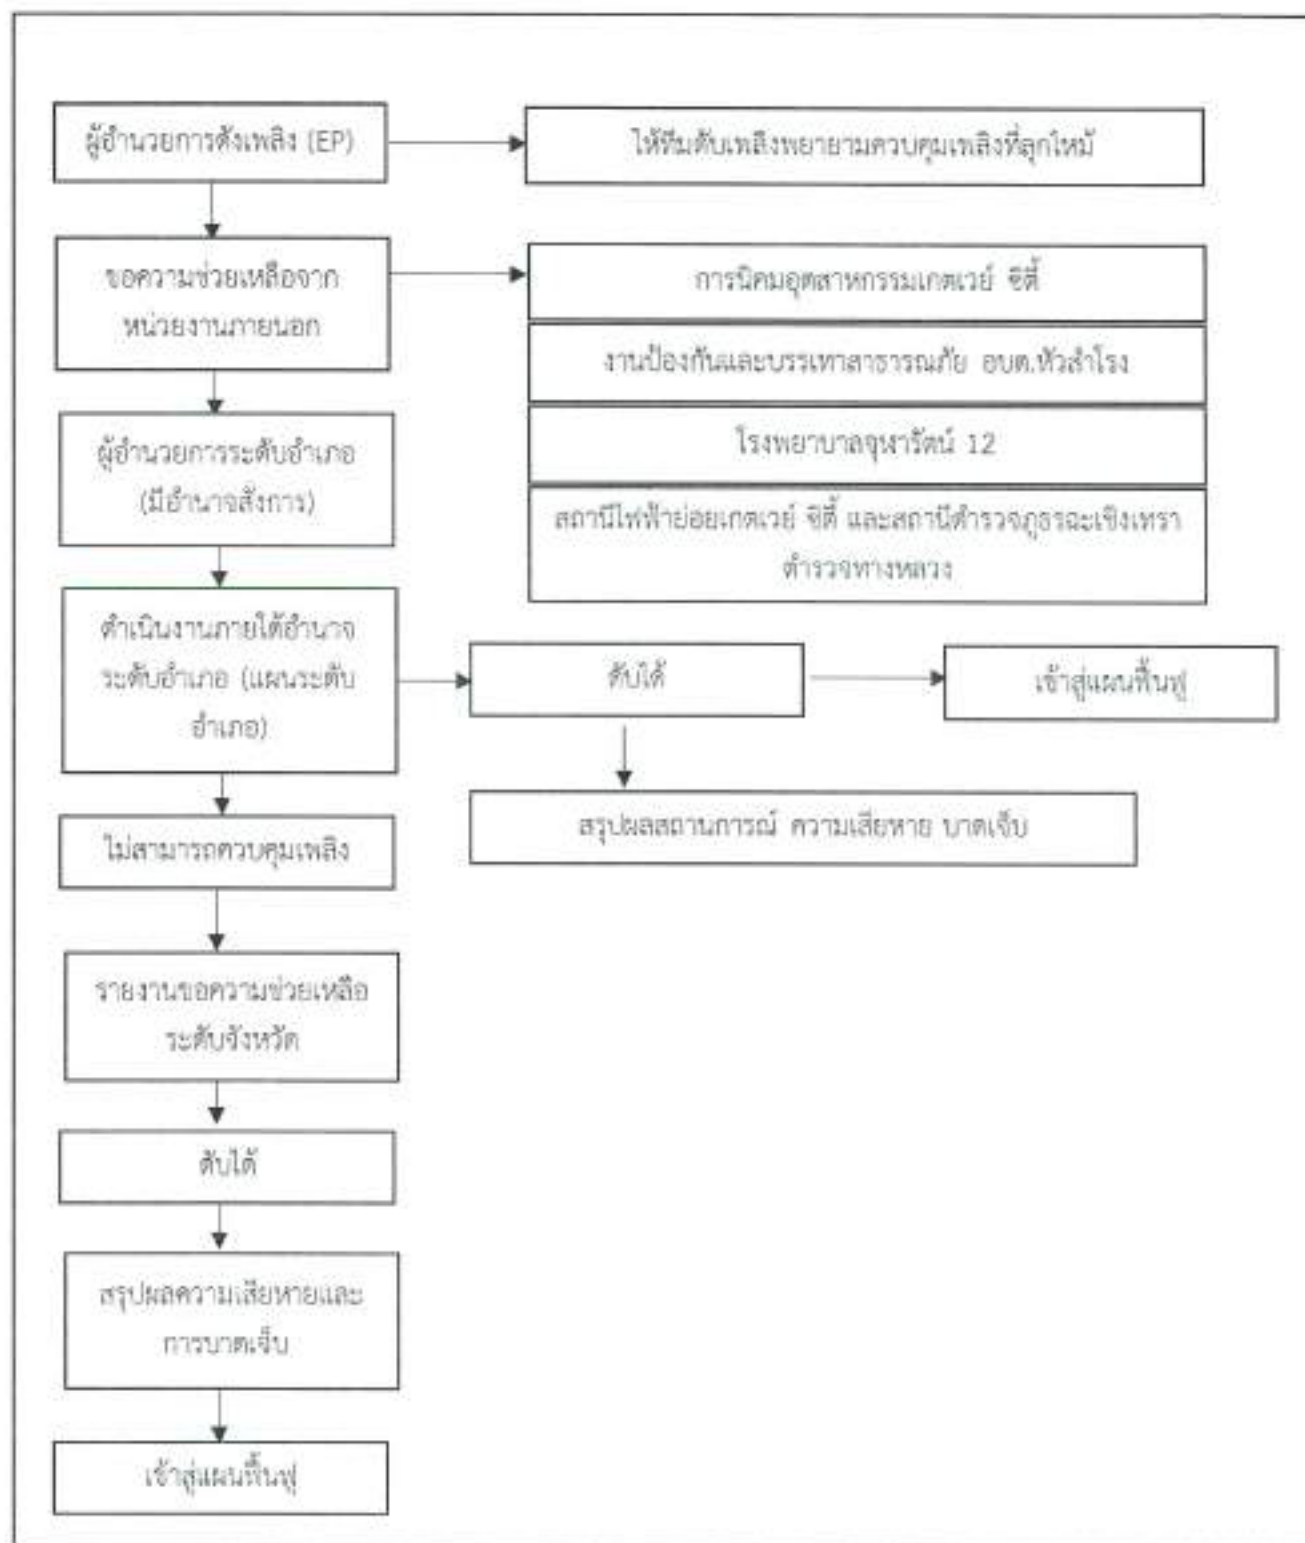 ผู้อำนวยการดังเพลิง (EP)
ให้ทีมดับเพลิงพยายามควบคุมเพลิงที่ลุกไหม้
ขอความช่วยเหลือจาก
หน่วยงานภายนอก
การนิคมอุตสาหกรรมเกตเวย์ ซิตี้
งานป้องกันและบรรเทาสาธารณภัย อบต.หัวสำโรง
โรงพยาบาลจุฬารัตน์ 12
สถานีไฟฟ้าย่อยเกตเวย์ ซิตี้ และสถานีตำรวจภูธรฉะเชิงเทรา
ตำรวจทางหลวง
ผู้อำนวยการระดับอำเภอ
(มีอำนาจสั่งการ)
ดำเนินงานภายใต้อำนาจ
ระดับอำเภอ (แผนระดับ
อำเภอ)
ดับได้
เข้าสู่แผนฟื้นฟู
สรุปผลสถานการณ์ ความเสียหาย บาดเจ็บ
ไม่สามารถควบคุมเพลิง
รายงานขอความช่วยเหลือ
ระดับจังหวัด
ดับได้
สรุปผลความเสียหายและ
การบาดเจ็บ
เข้าสู่แผนฟื้นฟู